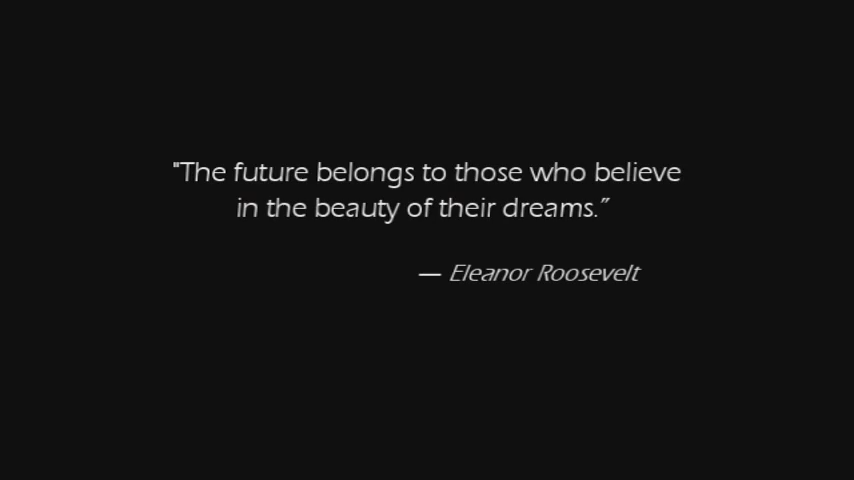 "The future belongs to those who believe
in the beauty of their dreams.”
— Eleanor Roosevelt